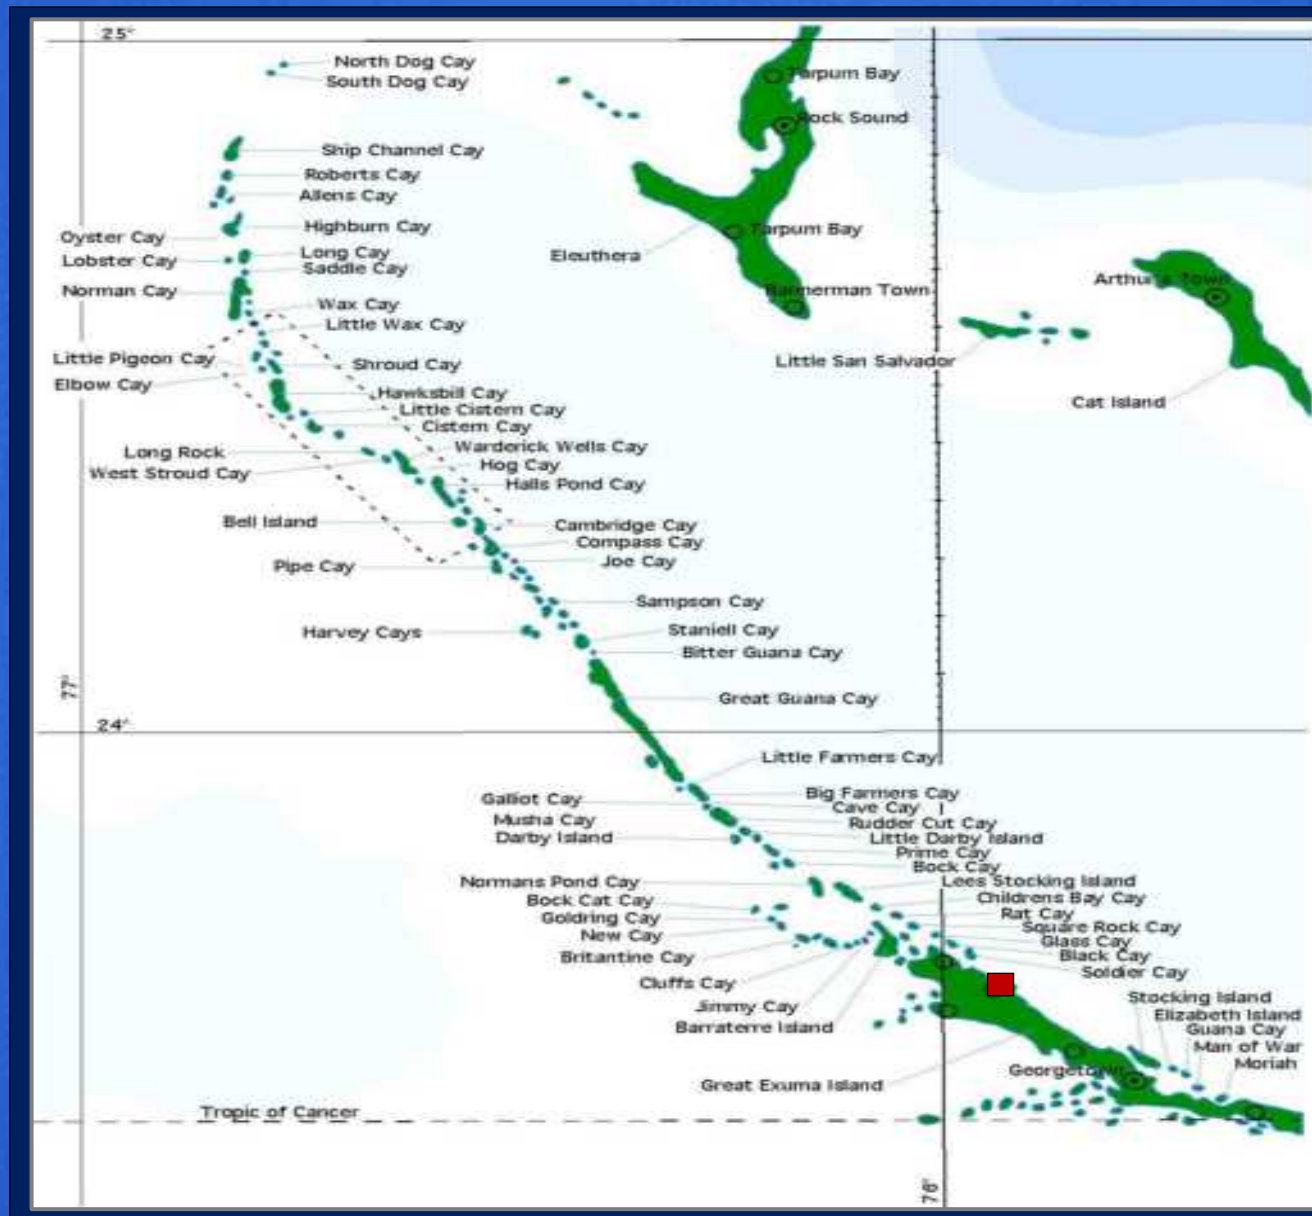 25°
North Dog Cay
South Dog Cay
Tarpum Bay
Rock Sound
Ship Channel Cay
Roberts Cay
Allens Cay
Highburn Cay
Tarpum Bay
Oyster Cay
Long Cay
Eleuthera
Lobster Cay
Saddle Cay
Arthur's Town
Norman Cay
Bannerman Town
Wax Cay
Little Wax Cay
Little Pigeon Cay
Shroud Cay
Little San Salvador
Elbow Cay
Hawksbill Cay
Cat Island
Little Cistern Cay
Cistern Cay
Long Rock
Warderick Wells Cay
West Stroud Cay
Hog Cay
Halls Pond Cay
Bell Island
Cambridge Cay
Compass Cay
Pipe Cay
Joe Cay
Sampson Cay
Harvey Cays
Staniell Cay
Bitter Guana Cay
77°
Great Guana Cay
24°
Little Farmers Cay
Big Farmers Cay
Galliot Cay
Cave Cay
Musha Cay
Rudder Cut Cay
Darby Island
Little Darby Island
Prime Cay
Bock Cay
Normans Pond Cay
Lees Stocking Island
Bock Cat Cay
Childrens Bay Cay
Goldring Cay
Rat Cay
New Cay
Square Rock Cay
Glass Cay
Britantine Cay
Black Cay
Cluffs Cay
Soldier Cay
Jimmy Cay
Stocking Island
Barraterre Island
Elizabeth Island
Guana Cay
Man of War
Georgetown
Moriah
Great Exuma Island
Tropic of Cancer
76°